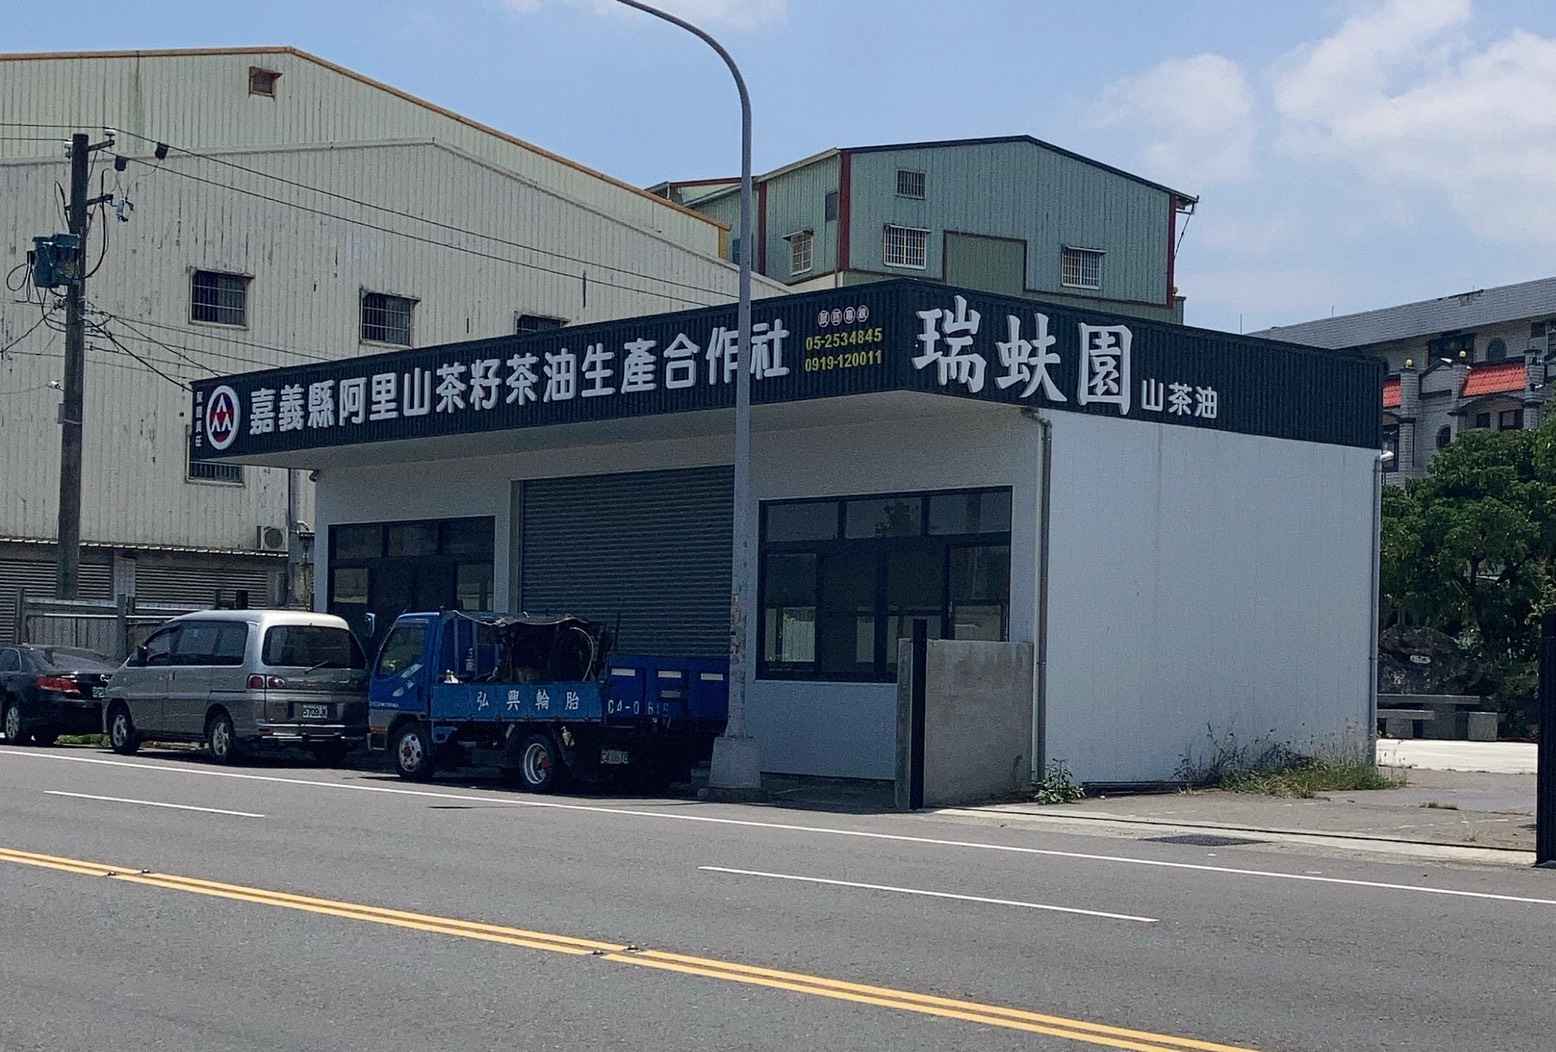 嘉義縣阿里山茶籽茶油生產合作社
05-2534845
0919-120011
瑞蚨園
山茶油
弘興輪胎